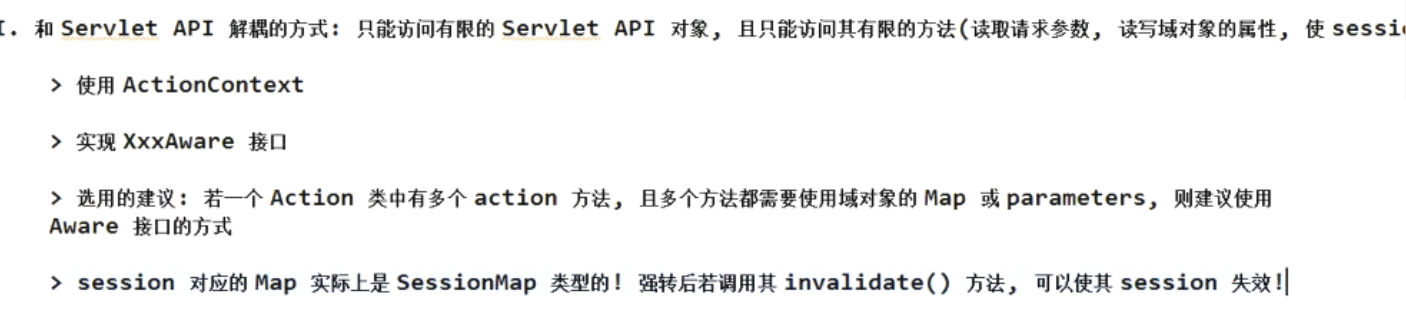 I. 和 Servlet API 解耦的方式: 只能访问有限的 Servlet API 对象, 且只能访问其有限的方法(读取请求参数, 读写域对象的属性, 使
> 使用 ActionContext
> 实现 XxxAware 接口
> 选用的建议: 若一个 Action 类中有多个 action 方法, 且多个方法都需要使用域对象的 Map 或 parameters, 则建议使用
Aware 接口的方式
> session 对应的 Map 实际上是 SessionMap 类型的! 强转后若调用其 invalidate() 方法, 可以使其 session 失效!